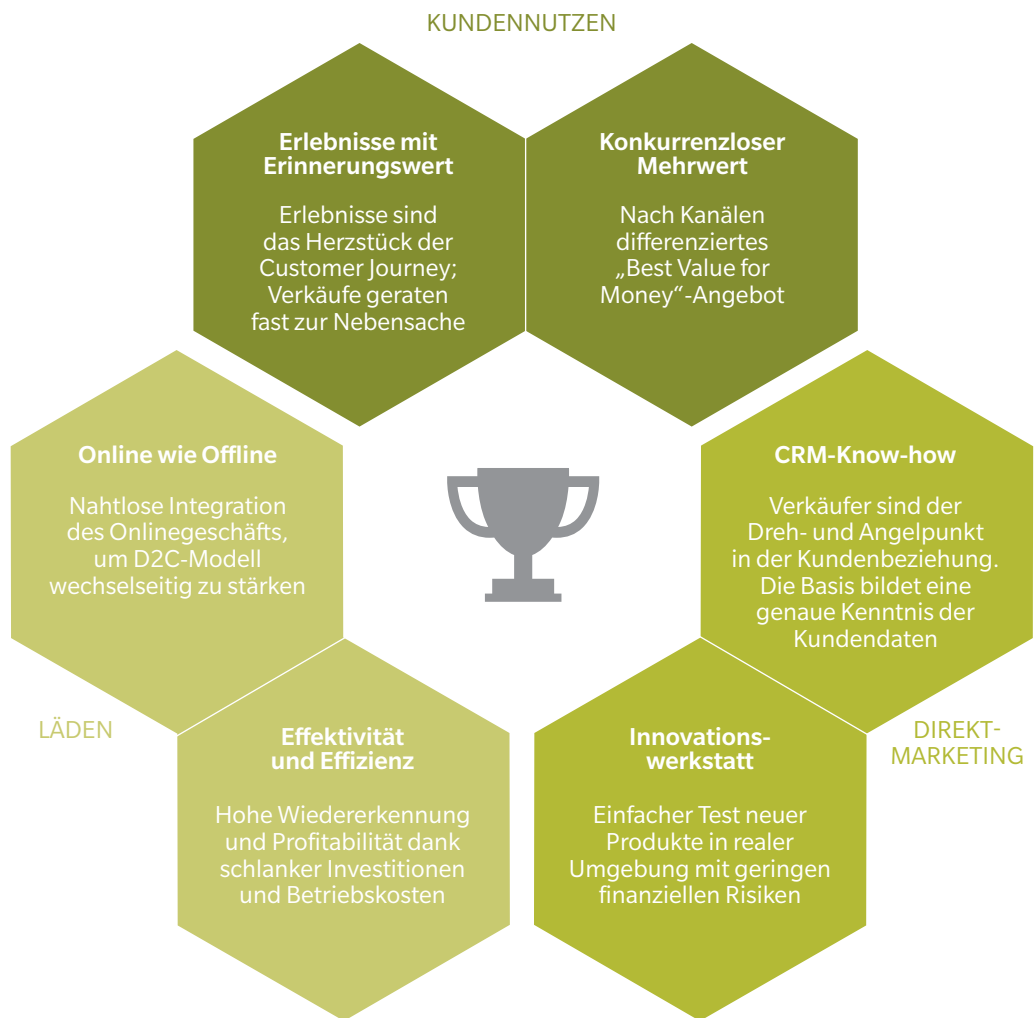 KUNDENNUTZEN
Erlebnisse mit
Erinnerungswert
Erlebnisse sind
das Herzstück der
Customer Journey;
Verkäufe geraten
fast zur Nebensache
Konkurrenzloser
Mehrwert
Nach Kanälen
differenziertes
„Best Value for
Money“-Angebot
Online wie Offline
Nahtlose Integration
des Onlinegeschäfts,
um D2C-Modell
wechselseitig zu stärken
CRM-Know-how
Verkäufer sind der
Dreh- und Angelpunkt
in der Kundenbeziehung.
Die Basis bildet eine
genaue Kenntnis der
Kundendaten
LÄDEN
Effektivität
und Effizienz
Hohe Wiedererkennung
und Profitabilität dank
schlanker Investitionen
und Betriebskosten
Innovations-
werkstatt
Einfacher Test neuer
Produkte in realer
Umgebung mit geringen
finanziellen Risiken
DIREKT-
MARKETING